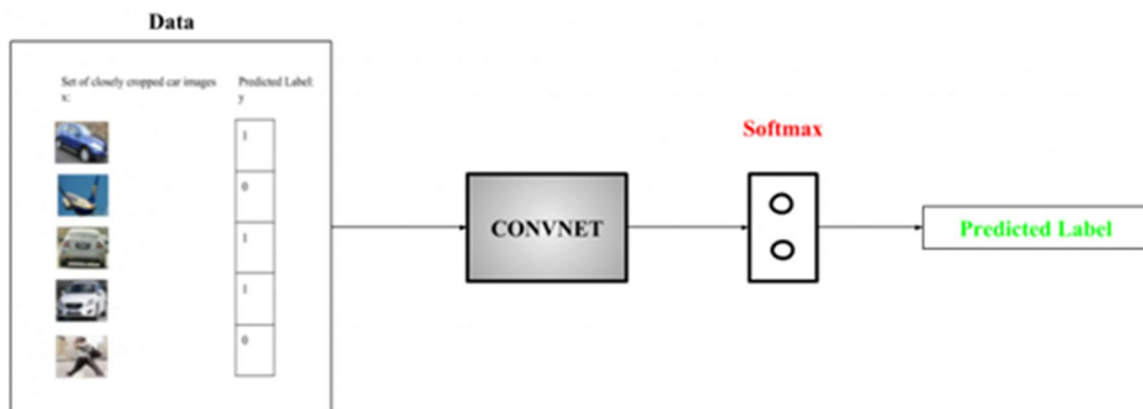 Data
Set of closely cropped car images
x:
Predicted Label:
y
1
0
1
1
0
CONVNET
Softmax
Predicted Label